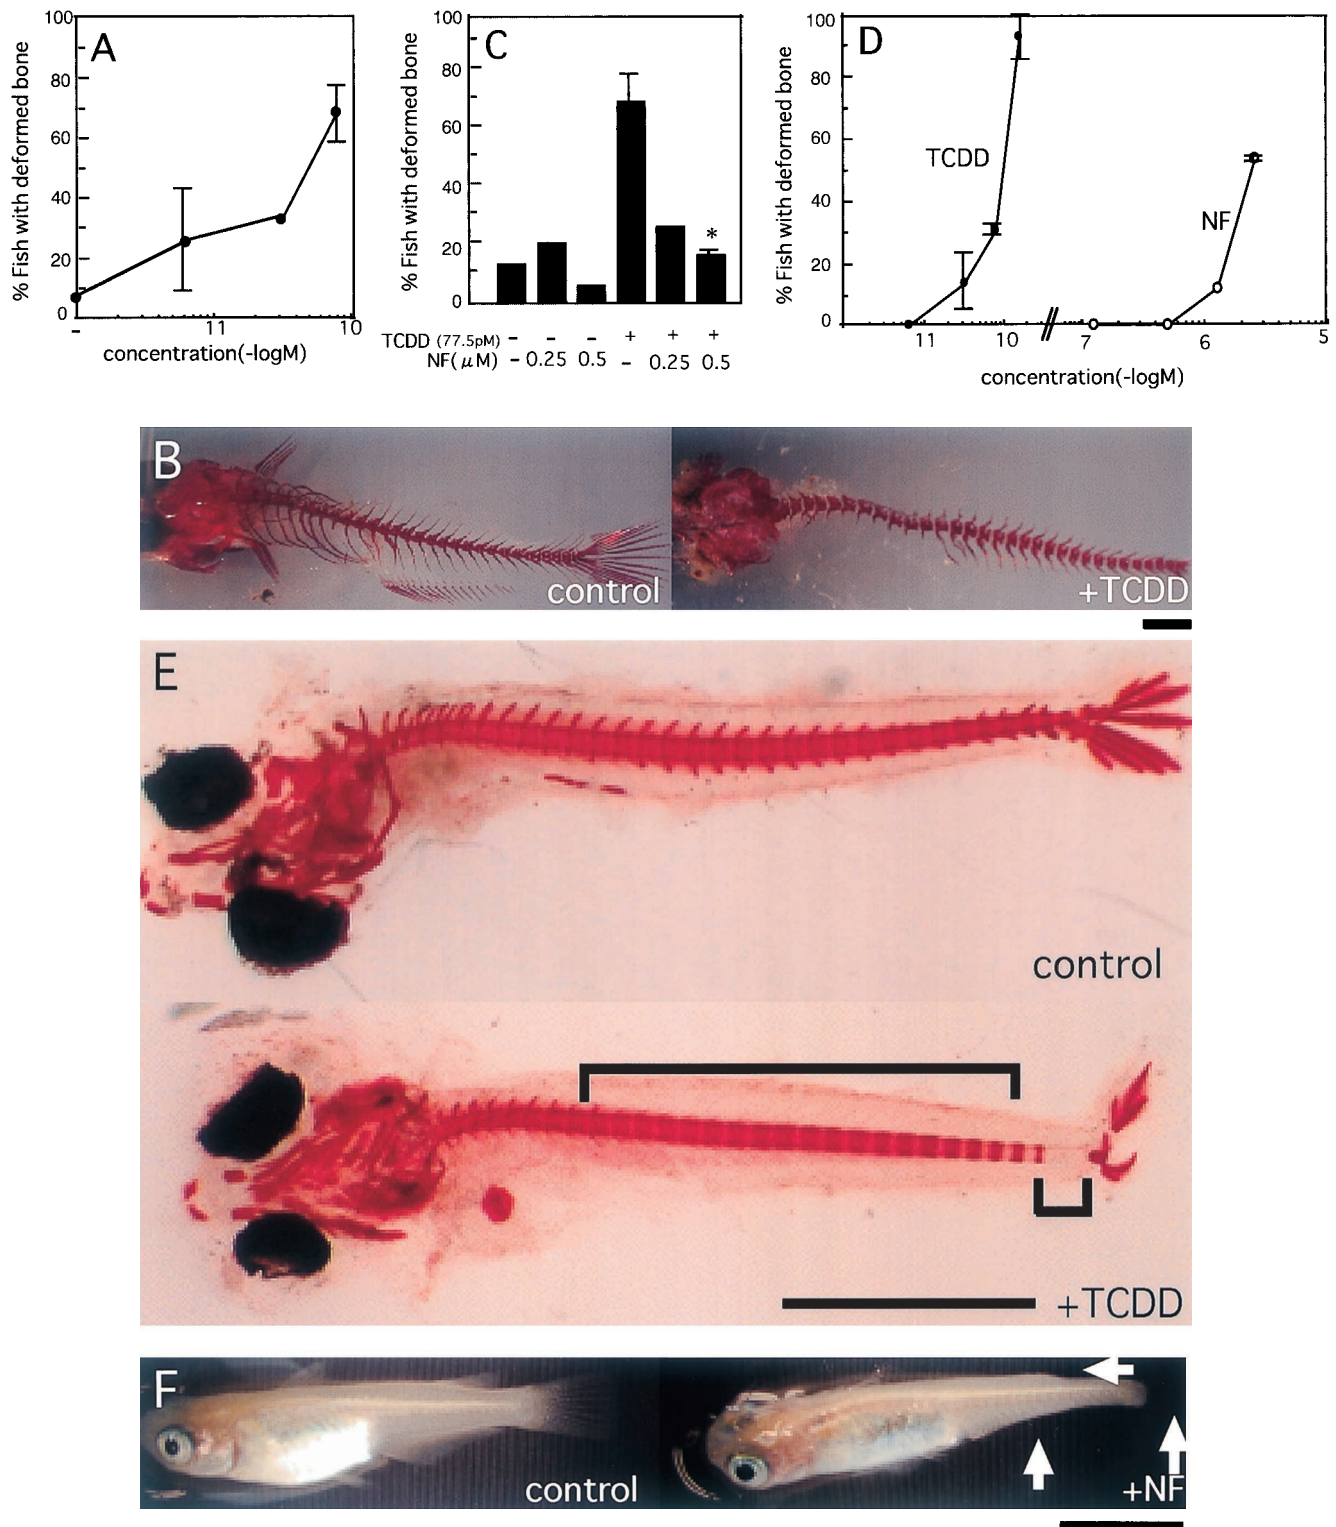 A
% Fish with deformed bone
100
80
60
40
20
0
- 11 10
concentration(-logM)
C
% Fish with deformed bone
100
80
60
40
20
0
*
TCDD (77.5pM) - - - + + +
NF(μM) - 0.25 0.5 - 0.25 0.5
D
% Fish with deformed bone
100
80
60
40
20
0
TCDD
NF
11 10 7 6 5
concentration(-logM)
B
control
+TCDD
E
control
+TCDD
F
control
+NF